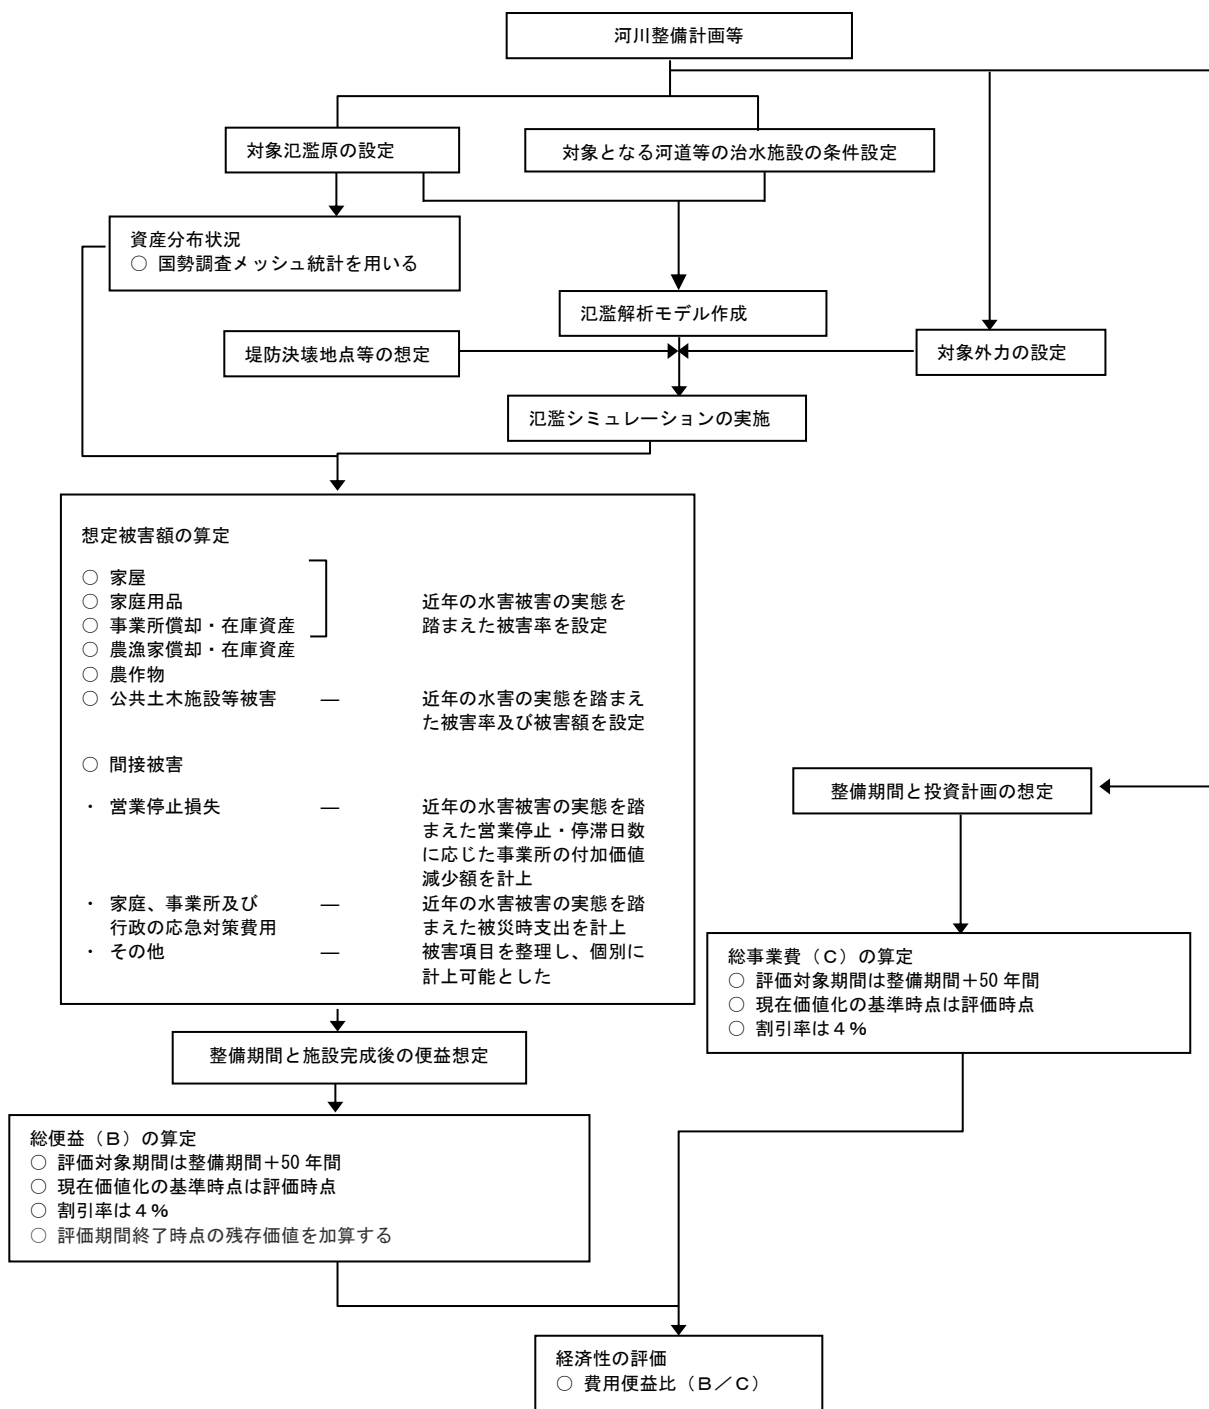 河川整備計画等
対象氾濫原の設定
対象となる河道等の治水施設の条件設定
資産分布状況
○ 国勢調査メッシュ統計を用いる
氾濫解析モデル作成
堤防決壊地点等の想定
対象外力の設定
氾濫シミュレーションの実施
想定被害額の算定
○ 家屋
○ 家庭用品
○ 事業所償却・在庫資産
近年の水害被害の実態を
踏まえた被害率を設定
○ 農漁家償却・在庫資産
○ 農作物
○ 公共土木施設等被害 ― 近年の水害の実態を踏まえ
た被害率及び被害額を設定
○ 間接被害
・ 営業停止損失 ― 近年の水害被害の実態を踏
まえた営業停止・停滞日数
に応じた事業所の付加価値
減少額を計上
・ 家庭、事業所及び ― 近年の水害被害の実態を踏
行政の応急対策費用 まえた被災時支出を計上
・ その他 ― 被害項目を整理し、個別に
計上可能とした
整備期間と投資計画の想定
総事業費（C）の算定
○ 評価対象期間は整備期間＋50 年間
○ 現在価値化の基準時点は評価時点
○ 割引率は４％
整備期間と施設完成後の便益想定
総便益（B）の算定
○ 評価対象期間は整備期間＋50 年間
○ 現在価値化の基準時点は評価時点
○ 割引率は４％
○ 評価期間終了時点の残存価値を加算する
経済性の評価
○ 費用便益比（B／C）